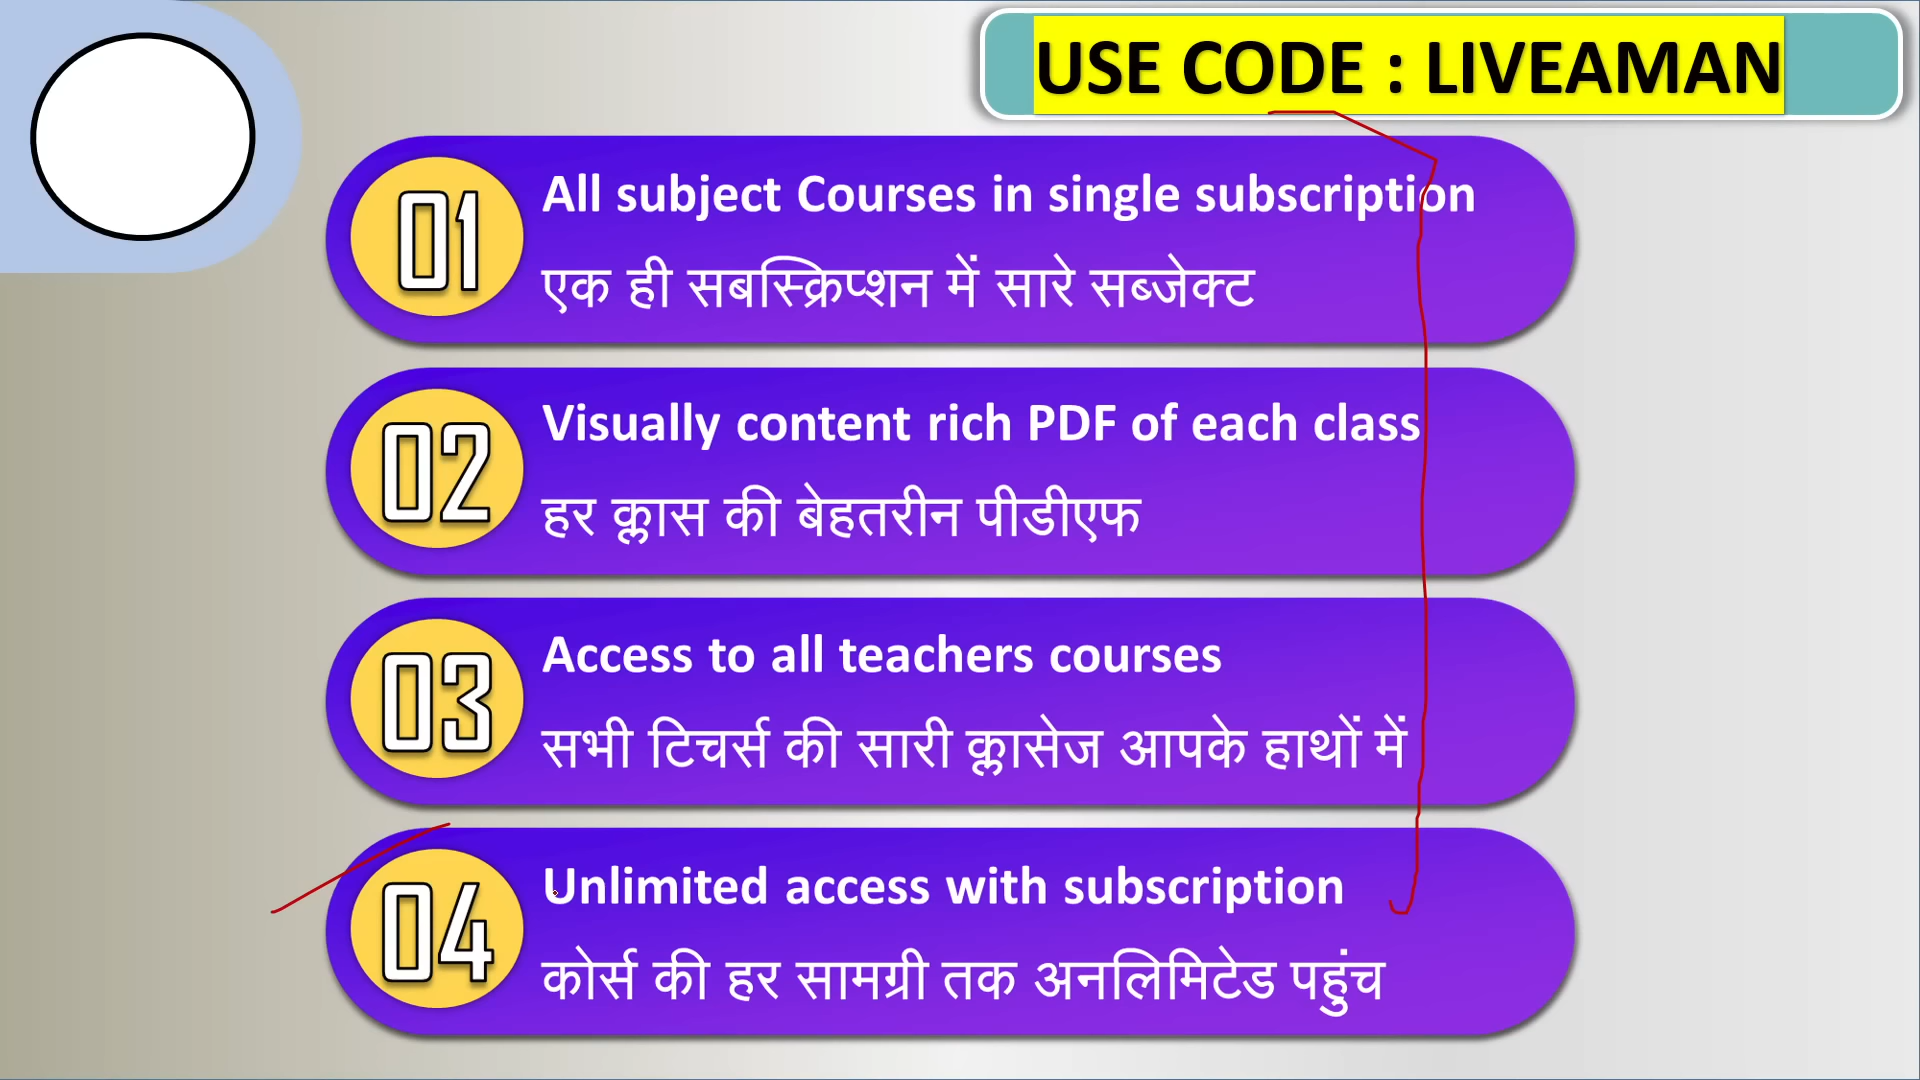 USE CODE : LIVEAMAN
01
All subject Courses in single subscription
एक ही सबस्क्रिप्शन में सारे सब्जेक्ट
02
Visually content rich PDF of each class
हर क्लास की बेहतरीन पीडीएफ
03
Access to all teachers courses
सभी टिचर्स की सारी क्लासेज आपके हाथों में
04
Unlimited access with subscription
कोर्स की हर सामग्री तक अनलिमिटेड पहुंच